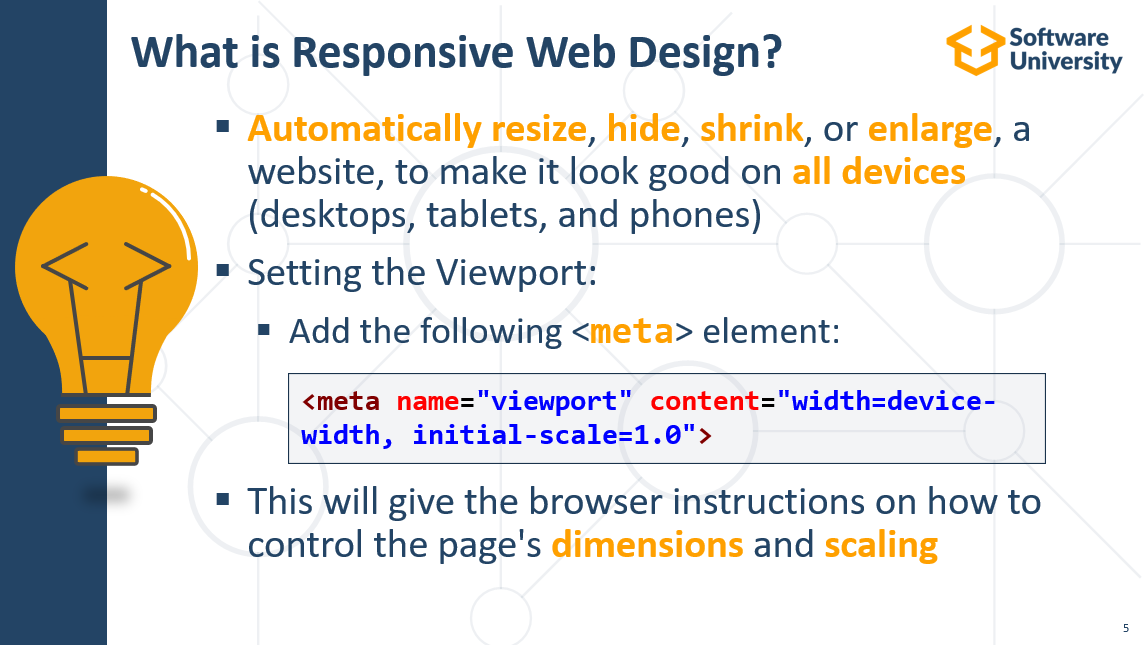 What is Responsive Web Design?
Software
University
▪ Automatically resize, hide, shrink, or enlarge, a
website, to make it look good on all devices
(desktops, tablets, and phones)
▪ Setting the Viewport:
▪ Add the following <meta> element:
<meta name="viewport" content="width=device-
width, initial-scale=1.0">
▪ This will give the browser instructions on how to
control the page's dimensions and scaling
5